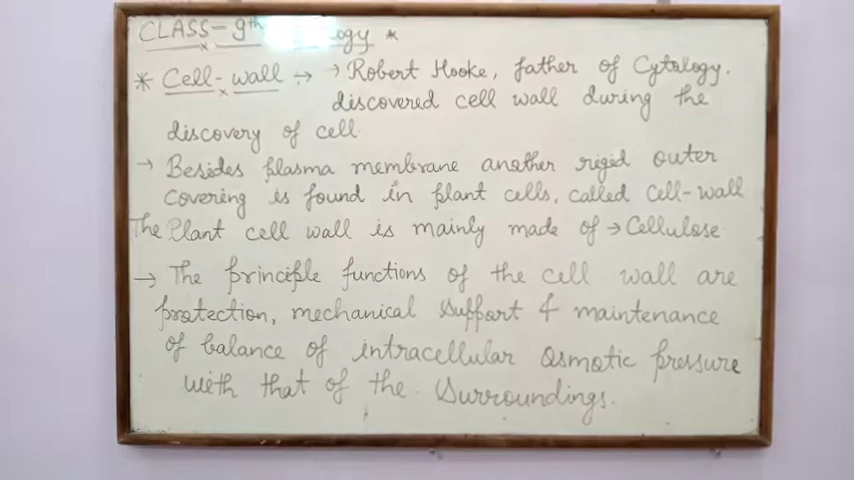 CLASS - 9th ogy *
* Cell-wall → → Robert Hooke, father of Cytology.
discovered cell wall during the
discovery of cell.
→ Besides plasma membrane another rigid outer
covering is found in plant cells, called cell-wall
The Plant cell wall is mainly made of → Cellulose
→ The principle functions of the cell wall are
protection, mechanical support & maintenance
of balance of intracellular osmotic pressure
with that of the surroundings.